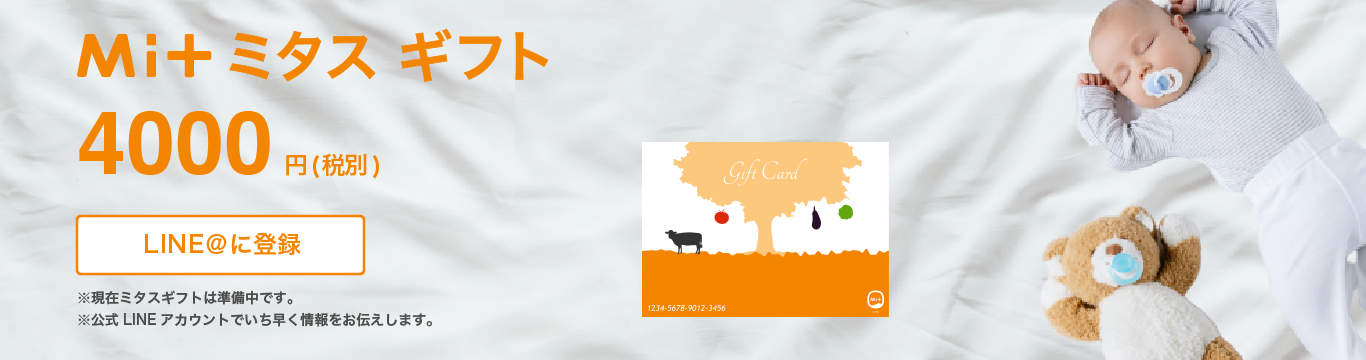 Mi+ ミタス ギフト
4000 円(税別)
LINE@に登録
※現在ミタスギフトは準備中です。
※公式 LINE アカウントでいち早く情報をお伝えします。
Gift Card
1234-5678-9012-3456
Mi+